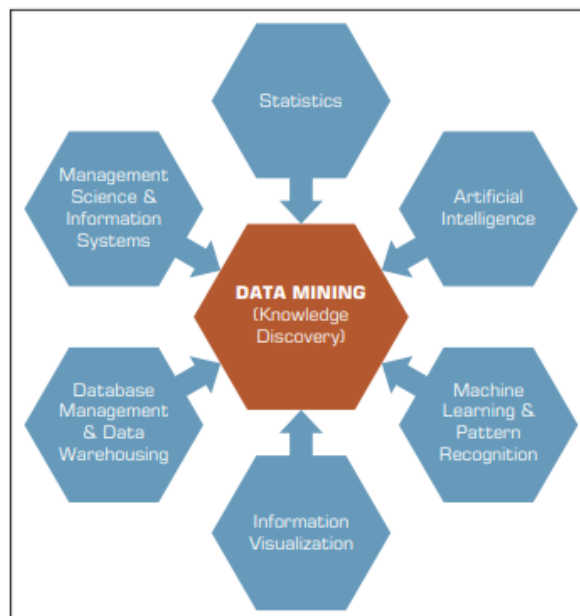 Statistics
Management
Science &
Information
Systems
Artificial
Intelligence
DATA MINING
(Knowledge
Discovery)
Database
Management
& Data
Warehousing
Machine
Learning &
Pattern
Recognition
Information
Visualization